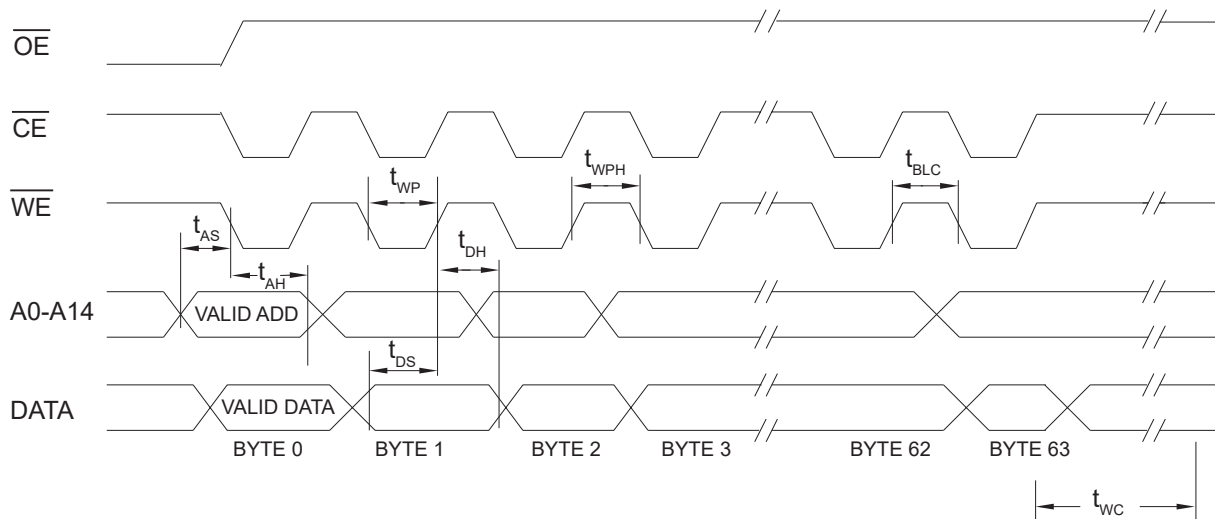 OE
CE
tWP
tWPH
tBLC
WE
tAS
tDH
tAH
A0-A14
VALID ADD
tDS
DATA
VALID DATA
BYTE 0
BYTE 1
BYTE 2
BYTE 3
BYTE 62
BYTE 63
tWC